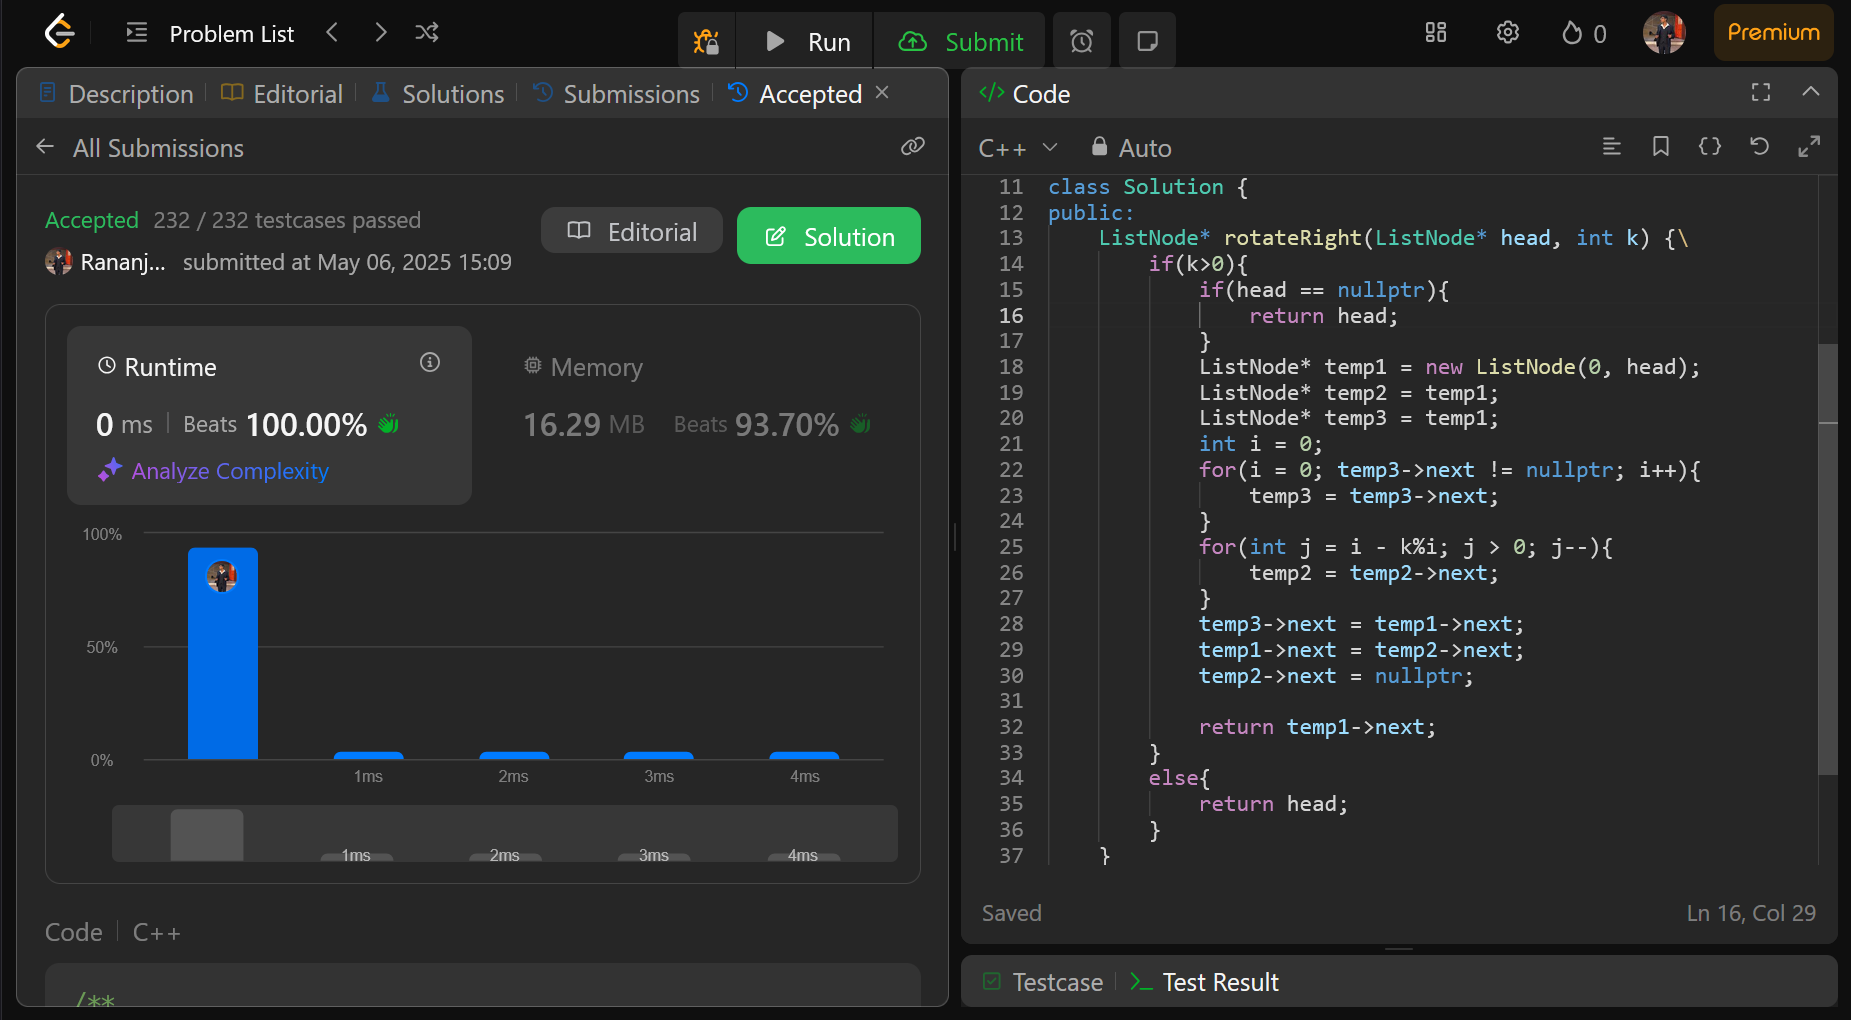 Problem List
Run
Submit
0
Premium
Description
Editorial
Solutions
Submissions
Accepted
All Submissions
Accepted 232 / 232 testcases passed
Rananj... submitted at May 06, 2025 15:09
Editorial
Solution
Runtime
0 ms
Beats 100.00%
Analyze Complexity
Memory
16.29 MB
Beats 93.70%
100%
50%
0%
1ms
2ms
3ms
4ms
1ms
2ms
3ms
4ms
Code
C++
/**
</> Code
C++
Auto
11 class Solution {
12 public:
13     ListNode* rotateRight(ListNode* head, int k) {\
14         if(k>0){
15             if(head == nullptr){
16                 return head;
17             }
18             ListNode* temp1 = new ListNode(0, head);
19             ListNode* temp2 = temp1;
20             ListNode* temp3 = temp1;
21             int i = 0;
22             for(i = 0; temp3->next != nullptr; i++){
23                 temp3 = temp3->next;
24             }
25             for(int j = i - k%i; j > 0; j--){
26                 temp2 = temp2->next;
27             }
28             temp3->next = temp1->next;
29             temp1->next = temp2->next;
30             temp2->next = nullptr;
31
32             return temp1->next;
33         }
34         else{
35             return head;
36         }
37     }
Saved
Ln 16, Col 29
Testcase
Test Result